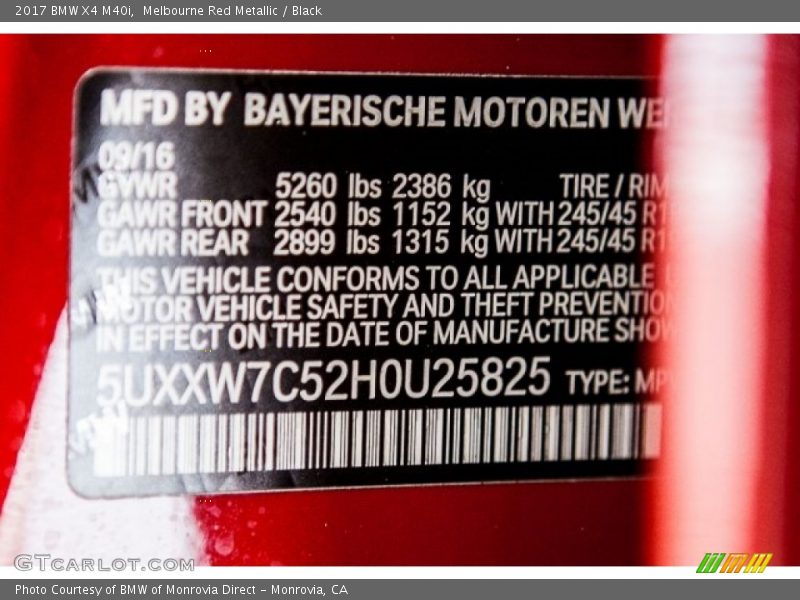 2017 BMW X4 M40i,  Melbourne Red Metallic / Black
MFD BY BAYERISCHE MOTOREN WE
09/16
GVWR 5260 lbs 2386 kg TIRE / RIM
GAWR FRONT 2540 lbs 1152 kg WITH 245/45 R1
GAWR REAR 2899 lbs 1315 kg WITH 245/45 R1
THIS VEHICLE CONFORMS TO ALL APPLICABLE
MOTOR VEHICLE SAFETY AND THEFT PREVENTION
IN EFFECT ON THE DATE OF MANUFACTURE SHOW
5UXXW7C52H0U25825 TYPE: MPV
GTCARLOT.COM
Photo Courtesy of BMW of Monrovia Direct - Monrovia, CA